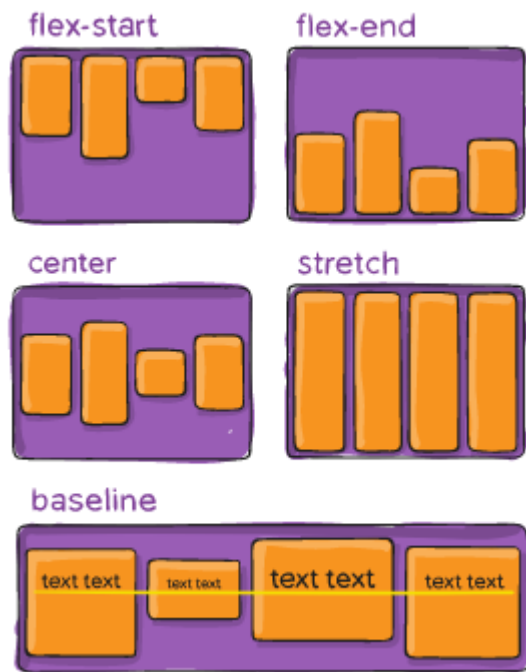 flex-start
flex-end
center
stretch
baseline
text text
text text
text text
text text